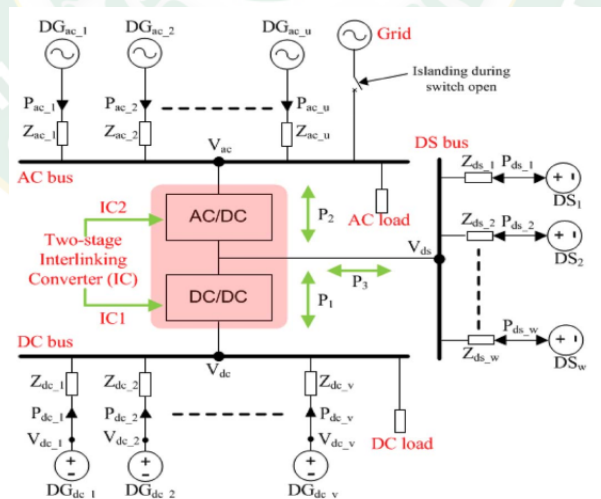 DGac_1 DGac_2 DGac_u Grid
Islanding during
switch open
Pac_1 Pac_2 Pac_u
Zac_1 Zac_2 Zac_u
Vac
AC bus
DS bus
Zds_1 Pds_1
DS1
IC2
AC/DC
P2
AC load
Zds_2 Pds_2
DS2
Two-stage
Interlinking
Converter (IC)
Vds
P3
IC1
DC/DC
P1
Zds_w Pds_w
DSw
DC bus
Vdc
Zdc_1 Zdc_2 Zdc_v
Pdc_1 Pdc_2 Pdc_v
Vdc_1 Vdc_2 Vdc_v
DC load
DGdc_1 DGdc_2 DGdc_v